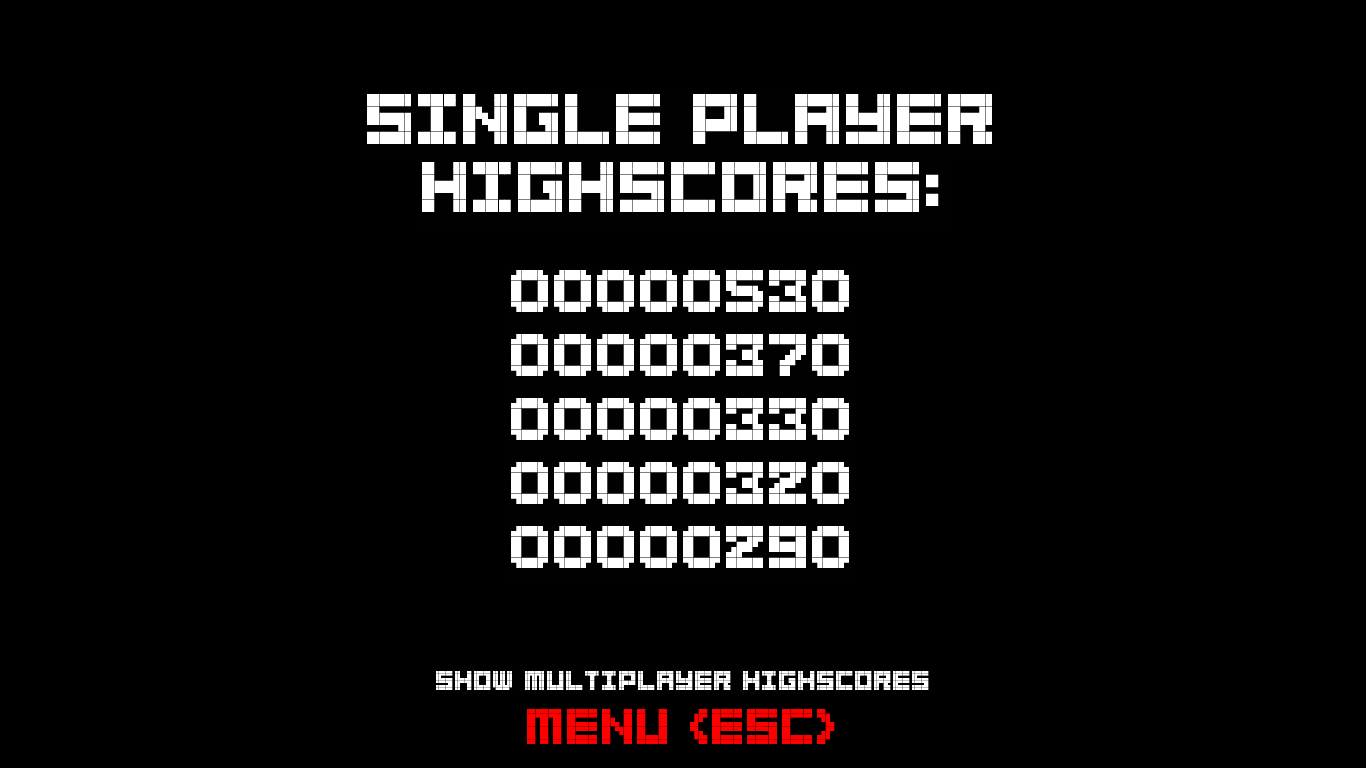 SINGLE PLAYER
HIGHSCORES:
00000530
00000370
00000330
00000320
00000290
SHOW MULTIPLAYER HIGHSCORES
MENU (ESC)